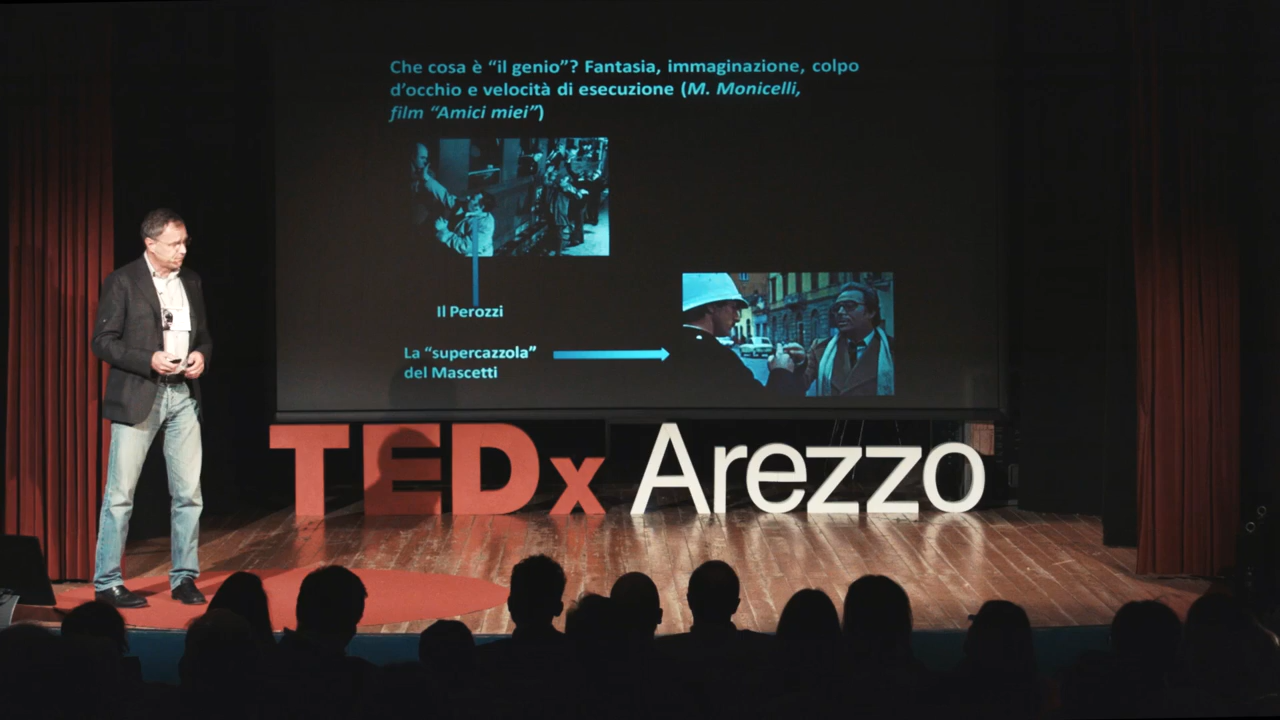 Che cosa è “il genio”? Fantasia, immaginazione, colpo
d’occhio e velocità di esecuzione (M. Monicelli,
film “Amici miei”)
Il Perozzi
La “supercazzola”
del Mascetti
TEDx Arezzo